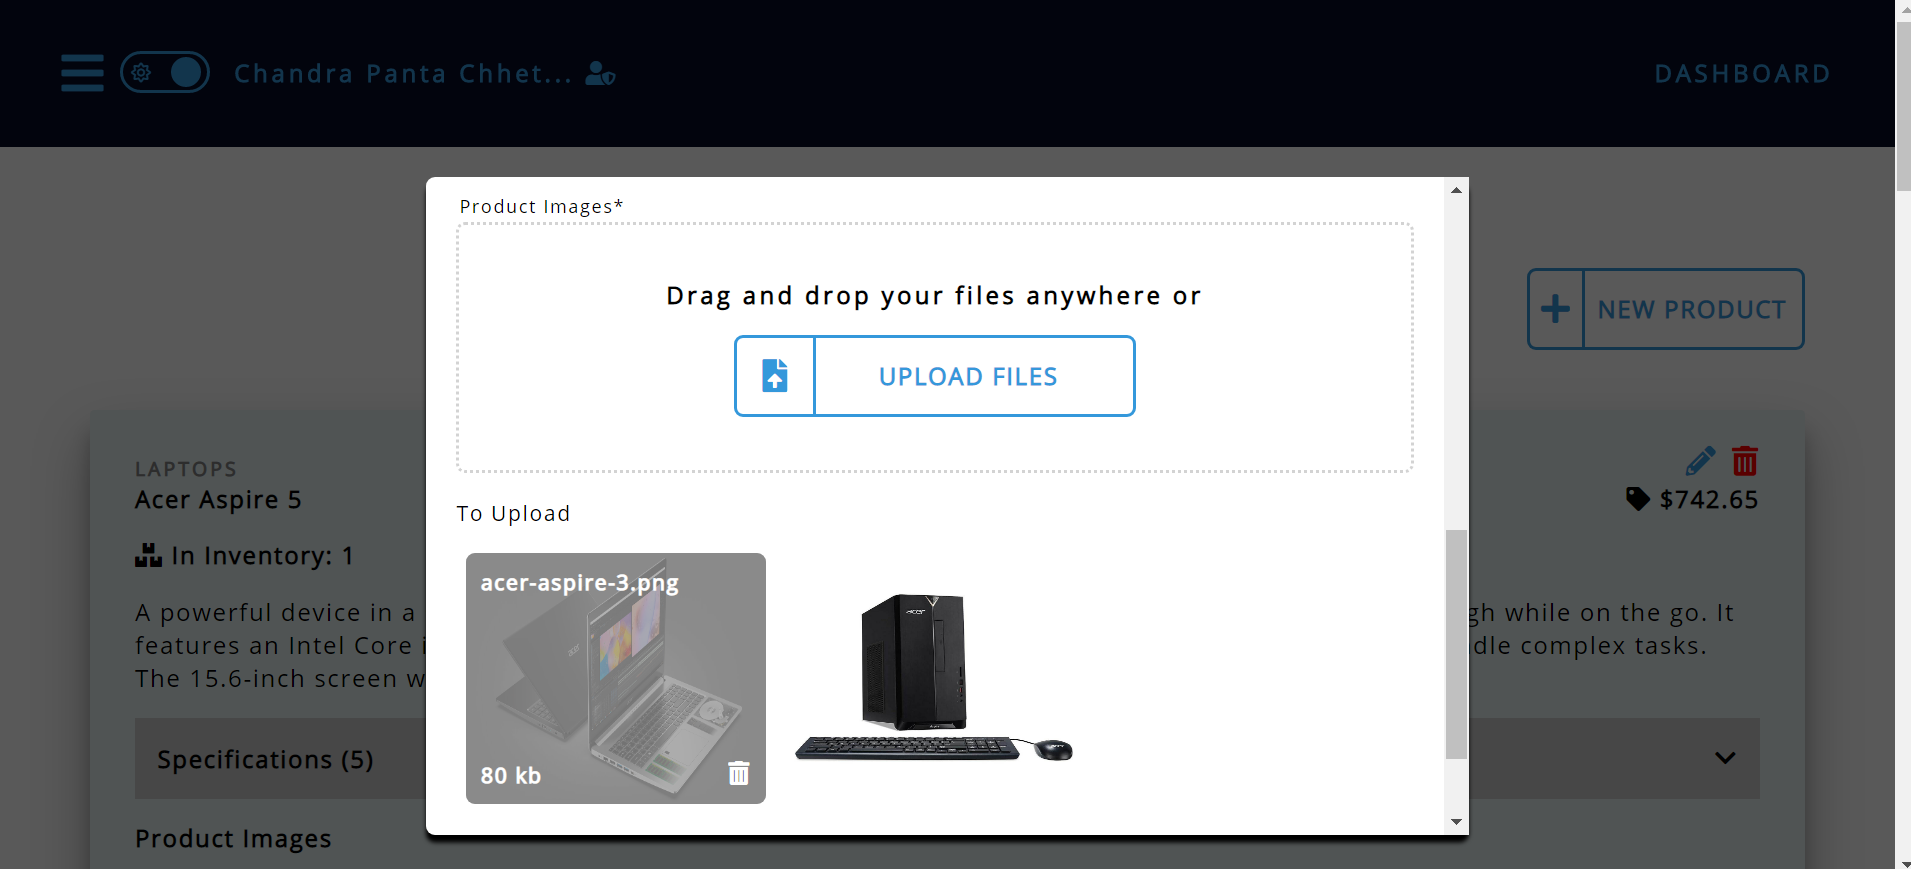 Chandra Panta Chhet...
DASHBOARD
Product Images*
Drag and drop your files anywhere or
UPLOAD FILES
NEW PRODUCT
To Upload
acer-aspire-3.png
80 kb
acer
LAPTOPS
Acer Aspire 5
$742.65
In Inventory: 1
A powerful device in a
gh while on the go. It
features an Intel Core i
dle complex tasks.
The 15.6-inch screen w
Specifications (5)
Product Images